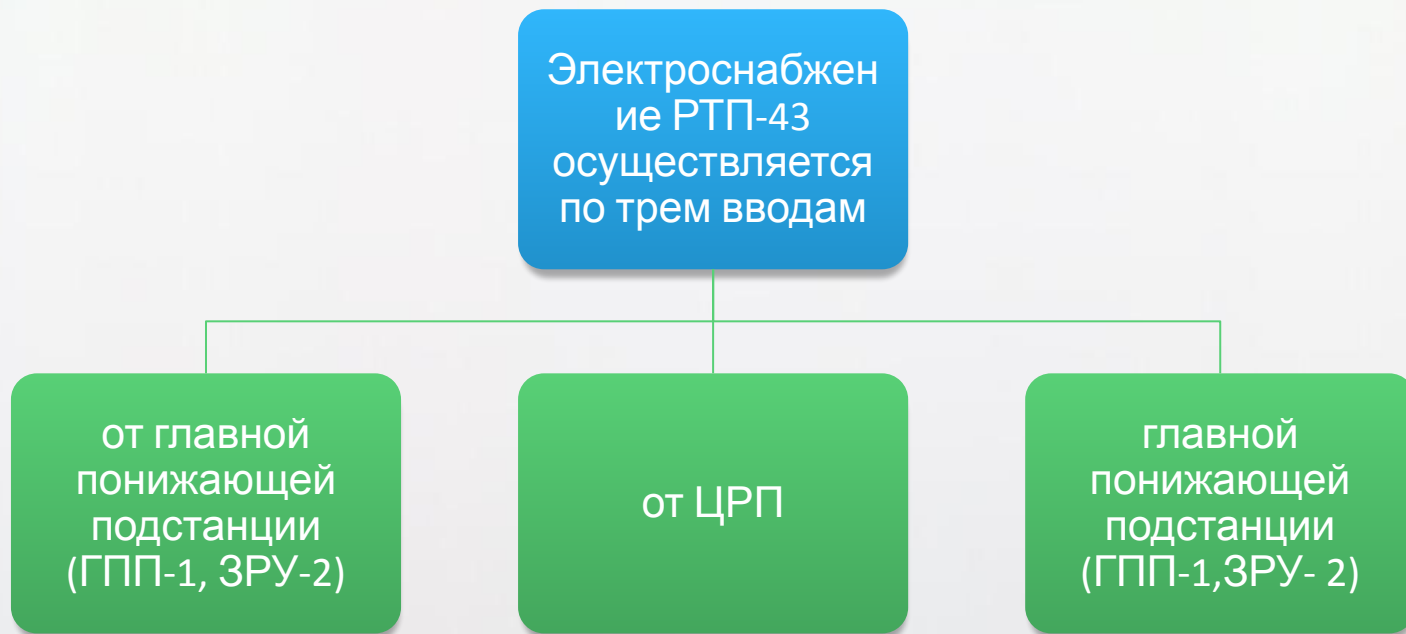 Электроснабжен
ие РТП-43
осуществляется
по трем вводам
от главной
понижающей
подстанции
(ГПП-1, ЗРУ-2)
от ЦРП
главной
понижающей
подстанции
(ГПП-1,ЗРУ- 2)